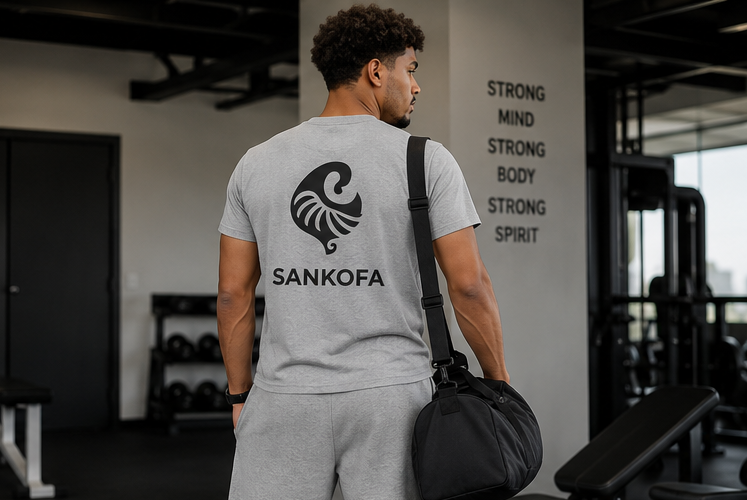 SANKOFA
STRONG
MIND
STRONG
BODY
STRONG
SPIRIT